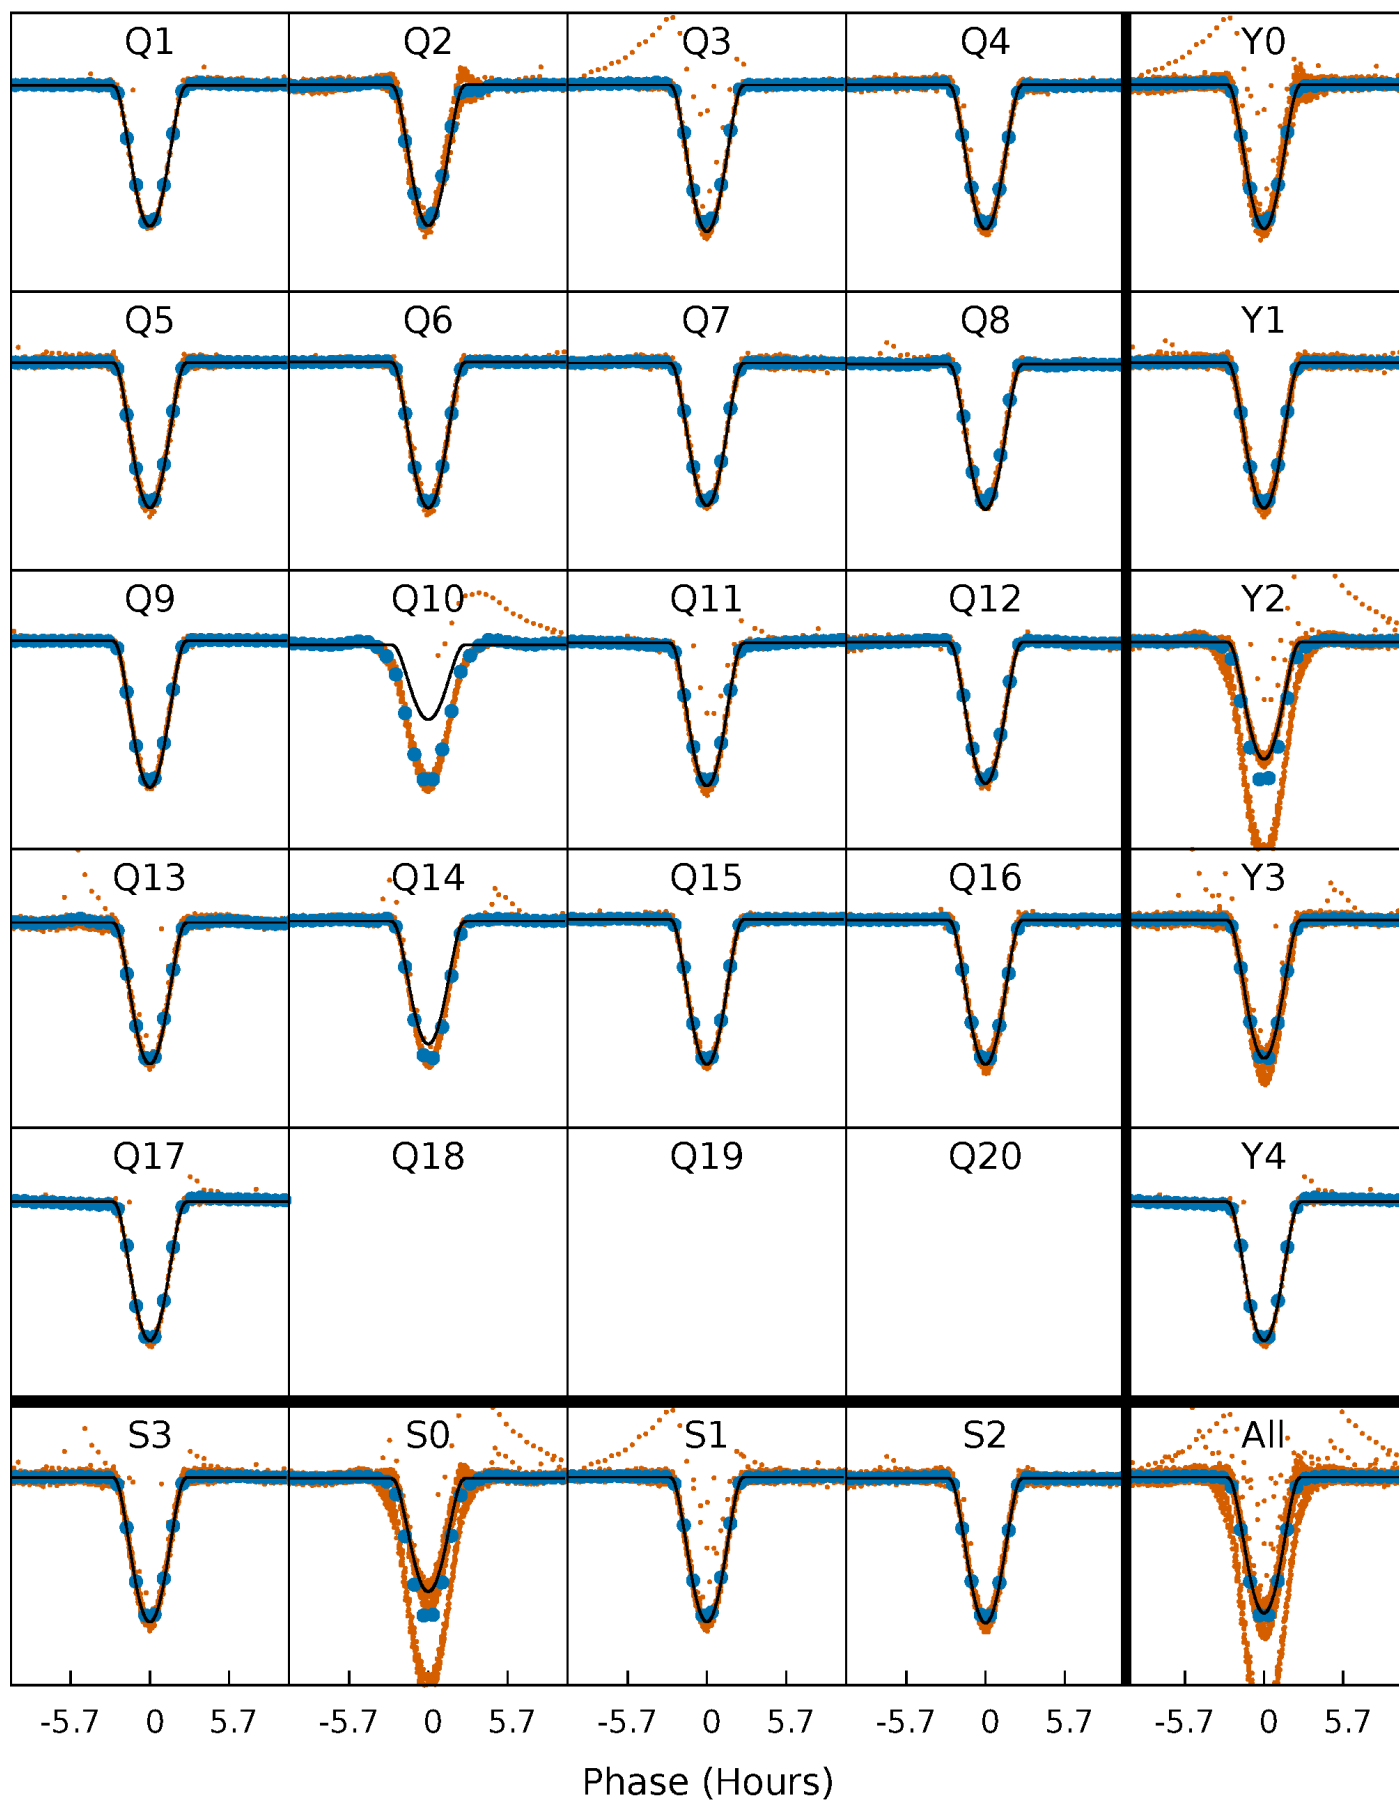 Q1 Q2 Q3 Q4 Y0
Q5 Q6 Q7 Q8 Y1
Q9 Q10 Q11 Q12 Y2
Q13 Q14 Q15 Q16 Y3
Q17 Q18 Q19 Q20 Y4
S3 S0 S1 S2 All
-5.7 0 5.7 -5.7 0 5.7 -5.7 0 5.7 -5.7 0 5.7 -5.7 0 5.7
Phase (Hours)